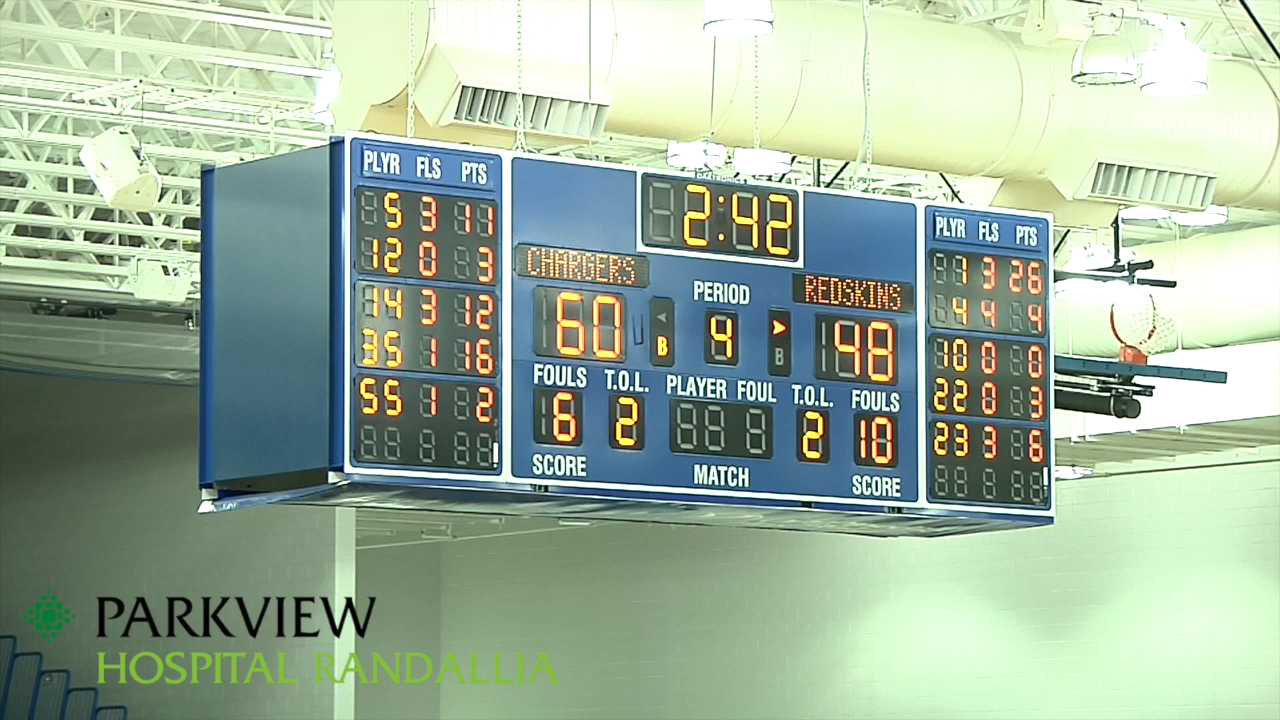 PLYR FLS PTS
5 3 11
12 0 3
14 3 12
35 1 16
55 1 2
DAKTRONICS
2:42
CHARGERS
REDSKINS
PERIOD
60
B
4
B
48
FOULS T.O.L. PLAYER FOUL T.O.L. FOULS
6 2 2 10
SCORE MATCH SCORE
PLYR FLS PTS
1 3 26
4 4 4
10 0 0
22 0 3
23 3 6
PARKVIEW
HOSPITAL RANDALLIA